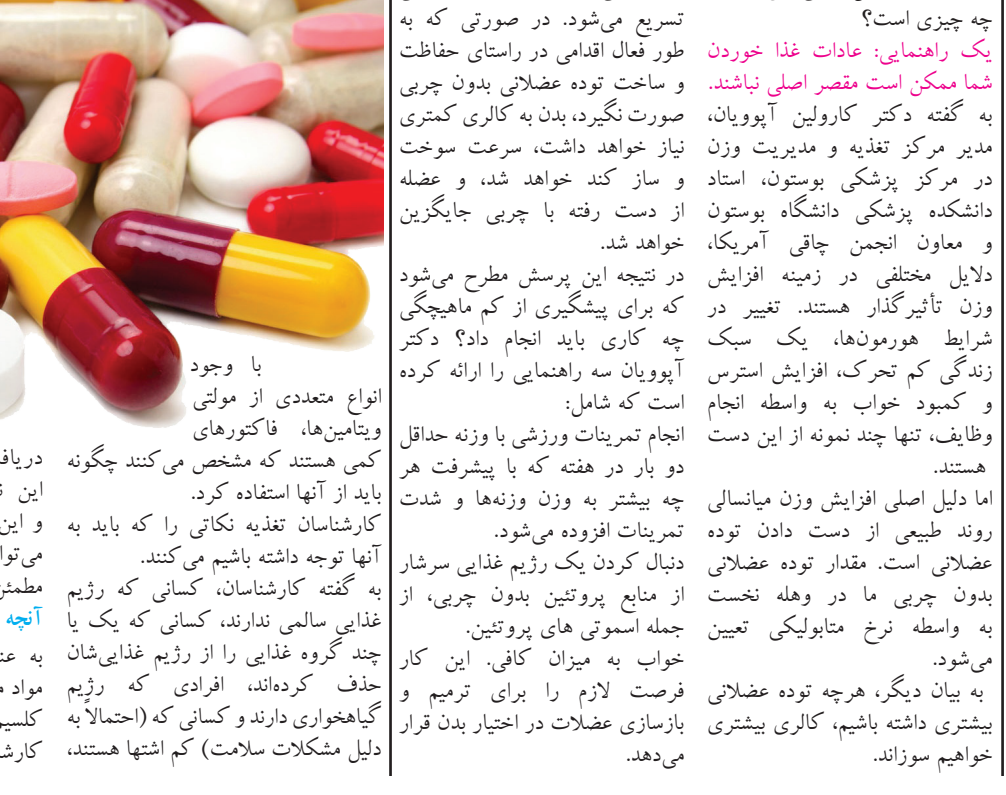 چه چیزی است؟
یک راهنمایی: عادات غذا خوردن
شما ممکن است مقصر اصلی نباشند.
به گفته دکتر کارولین آپوویان،
مدیر مرکز تغذیه و مدیریت وزن
در مرکز پزشکی بوستون، استاد
دانشکده پزشکی دانشگاه بوستون
و معاون انجمن چاقی آمریکا،
دلایل مختلفی در زمینه افزایش
وزن تأثیرگذار هستند. تغییر در
شرایط هورمون‌ها، یک سبک
زندگی کم تحرک، افزایش استرس
و کمبود خواب به واسطه انجام
وظایف، تنها چند نمونه از این دست
هستند.
اما دلیل اصلی افزایش وزن میانسالی
روند طبیعی از دست دادن توده
عضلانی است. مقدار توده عضلانی
بدون چربی ما در وهله نخست
به واسطه نرخ متابولیکی تعیین
می‌شود.
به بیان دیگر، هرچه توده عضلانی
بیشتری داشته باشیم، کالری بیشتری
خواهیم سوزاند.
تسریع می‌شود. در صورتی که به
طور فعال اقدامی در راستای حفاظت
و ساخت توده عضلانی بدون چربی
صورت نگیرد، بدن به کالری کمتری
نیاز خواهد داشت، سرعت سوخت
و ساز کند خواهد شد، و عضله
از دست رفته با چربی جایگزین
خواهد شد.
در نتیجه این پرسش مطرح می‌شود
که برای پیشگیری از کم ماهیچگی
چه کاری باید انجام داد؟ دکتر
آپوویان سه راهنمایی را ارائه کرده
است که شامل:
انجام تمرینات ورزشی با وزنه حداقل
دو بار در هفته که با پیشرفت هر
چه بیشتر به وزن وزنه‌ها و شدت
تمرینات افزوده می‌شود.
دنبال کردن یک رژیم غذایی سرشار
از منابع پروتئین بدون چربی، از
جمله اسموتی های پروتئین.
خواب به میزان کافی. این کار
فرصت لازم را برای ترمیم و
بازسازی عضلات در اختیار بدن قرار
می‌دهد.
با وجود
انواع متعددی از مولتی
ویتامین‌ها، فاکتورهای
کمی هستند که مشخص می‌کنند چگونه
باید از آنها استفاده کرد.
کارشناسان تغذیه نکاتی را که باید به
آنها توجه داشته باشیم می‌کنند.
به گفته کارشناسان، کسانی که رژیم
غذایی سالمی ندارند، کسانی که یک یا
چند گروه غذایی را از رژیم غذایی‌شان
حذف کرده‌اند، افرادی که رژیم
گیاهخواری دارند و کسانی که (احتمالاً به
دلیل مشکلات سلامت) کم اشتها هستند،
این
و این
آنچه
به
مواد